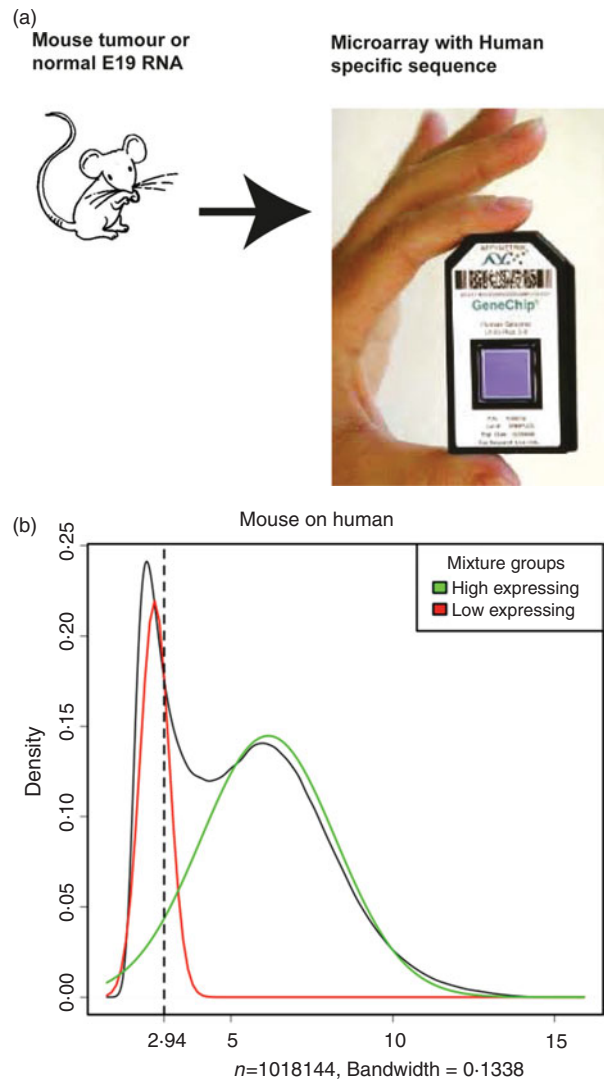 (a)
Mouse tumour or
normal E19 RNA
Microarray with Human
specific sequence
GeneChip®
(b)
Mouse on human
Mixture groups
High expressing
Low expressing
Density
0·25
0·20
0·15
0·10
0·05
0·00
2·94 5 10 15
n=1018144, Bandwidth = 0·1338